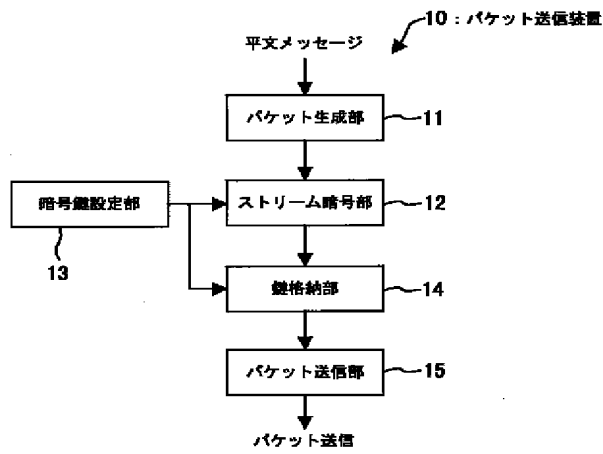 10：パケット送信装置
平文メッセージ
パケット生成部
11
暗号鍵設定部
13
ストリーム暗号部
12
鍵格納部
14
パケット送信部
15
パケット送信